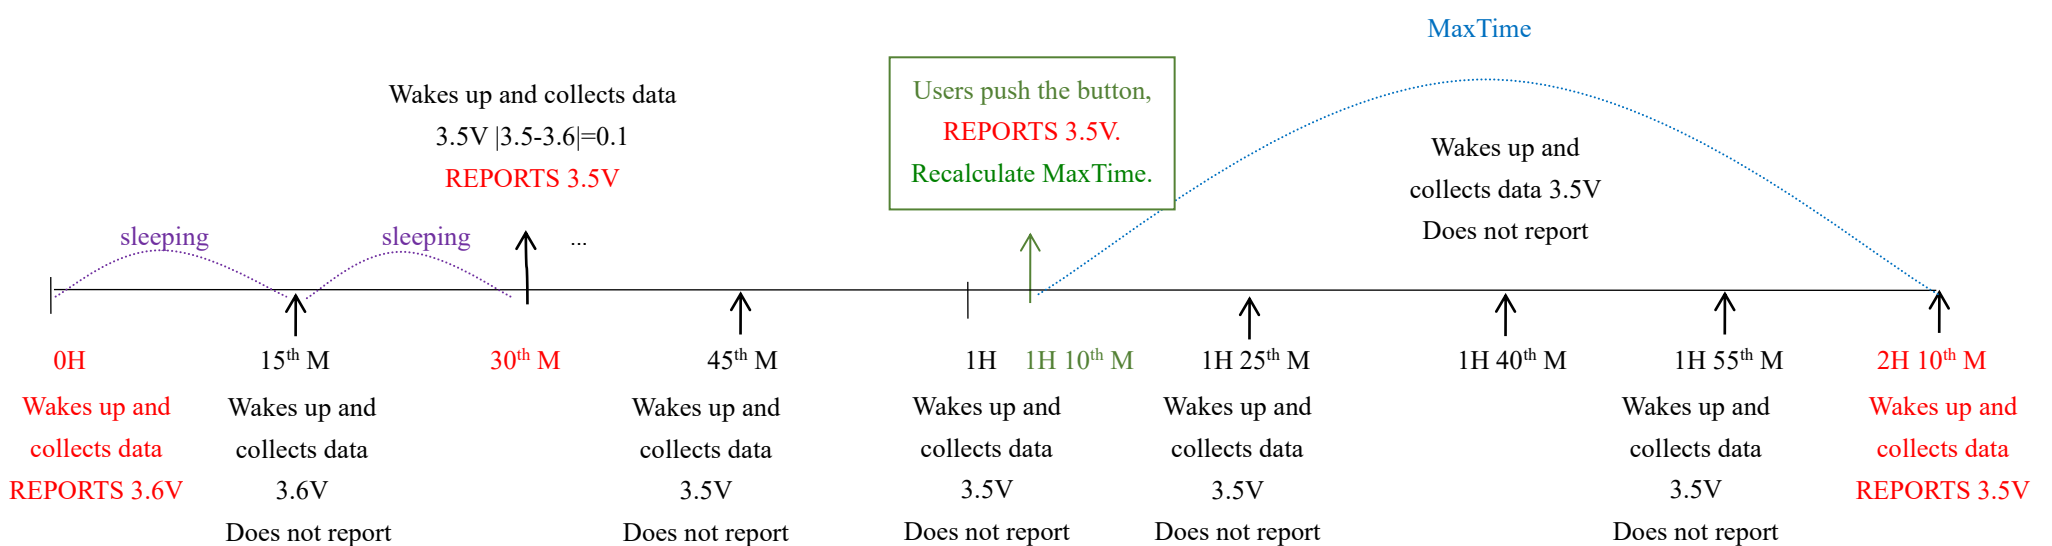 MaxTime
Wakes up and collects data
3.5V |3.5-3.6|=0.1
REPORTS 3.5V
Users push the button,
REPORTS 3.5V.
Recalculate MaxTime.
Wakes up and
collects data 3.5V
Does not report
sleeping
sleeping
...
0H
Wakes up and
collects data
REPORTS 3.6V
15th M
Wakes up and
collects data
3.6V
Does not report
30th M
45th M
Wakes up and
collects data
3.5V
Does not report
1H
Wakes up and
collects data
3.5V
Does not report
1H 10th M
1H 25th M
Wakes up and
collects data
3.5V
Does not report
1H 40th M
1H 55th M
Wakes up and
collects data
3.5V
Does not report
2H 10th M
Wakes up and
collects data
REPORTS 3.5V